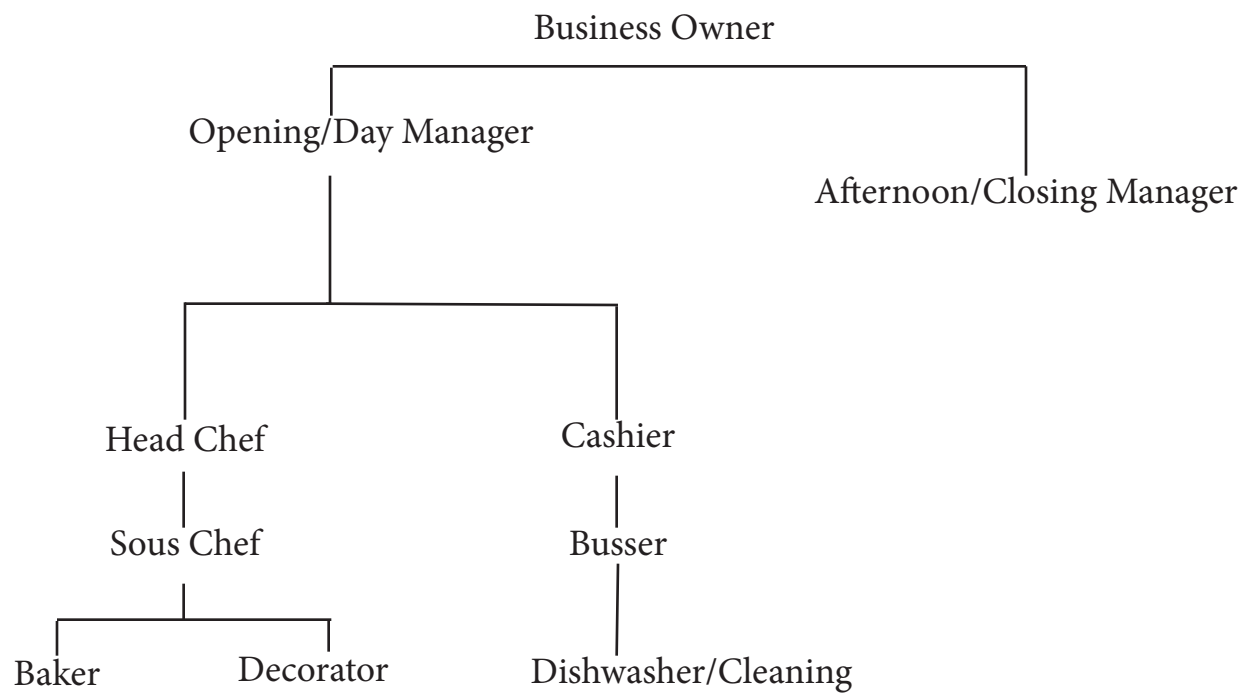 Business Owner
Opening/Day Manager
Afternoon/Closing Manager
Head Chef
Cashier
Sous Chef
Busser
Baker
Decorator
Dishwasher/Cleaning